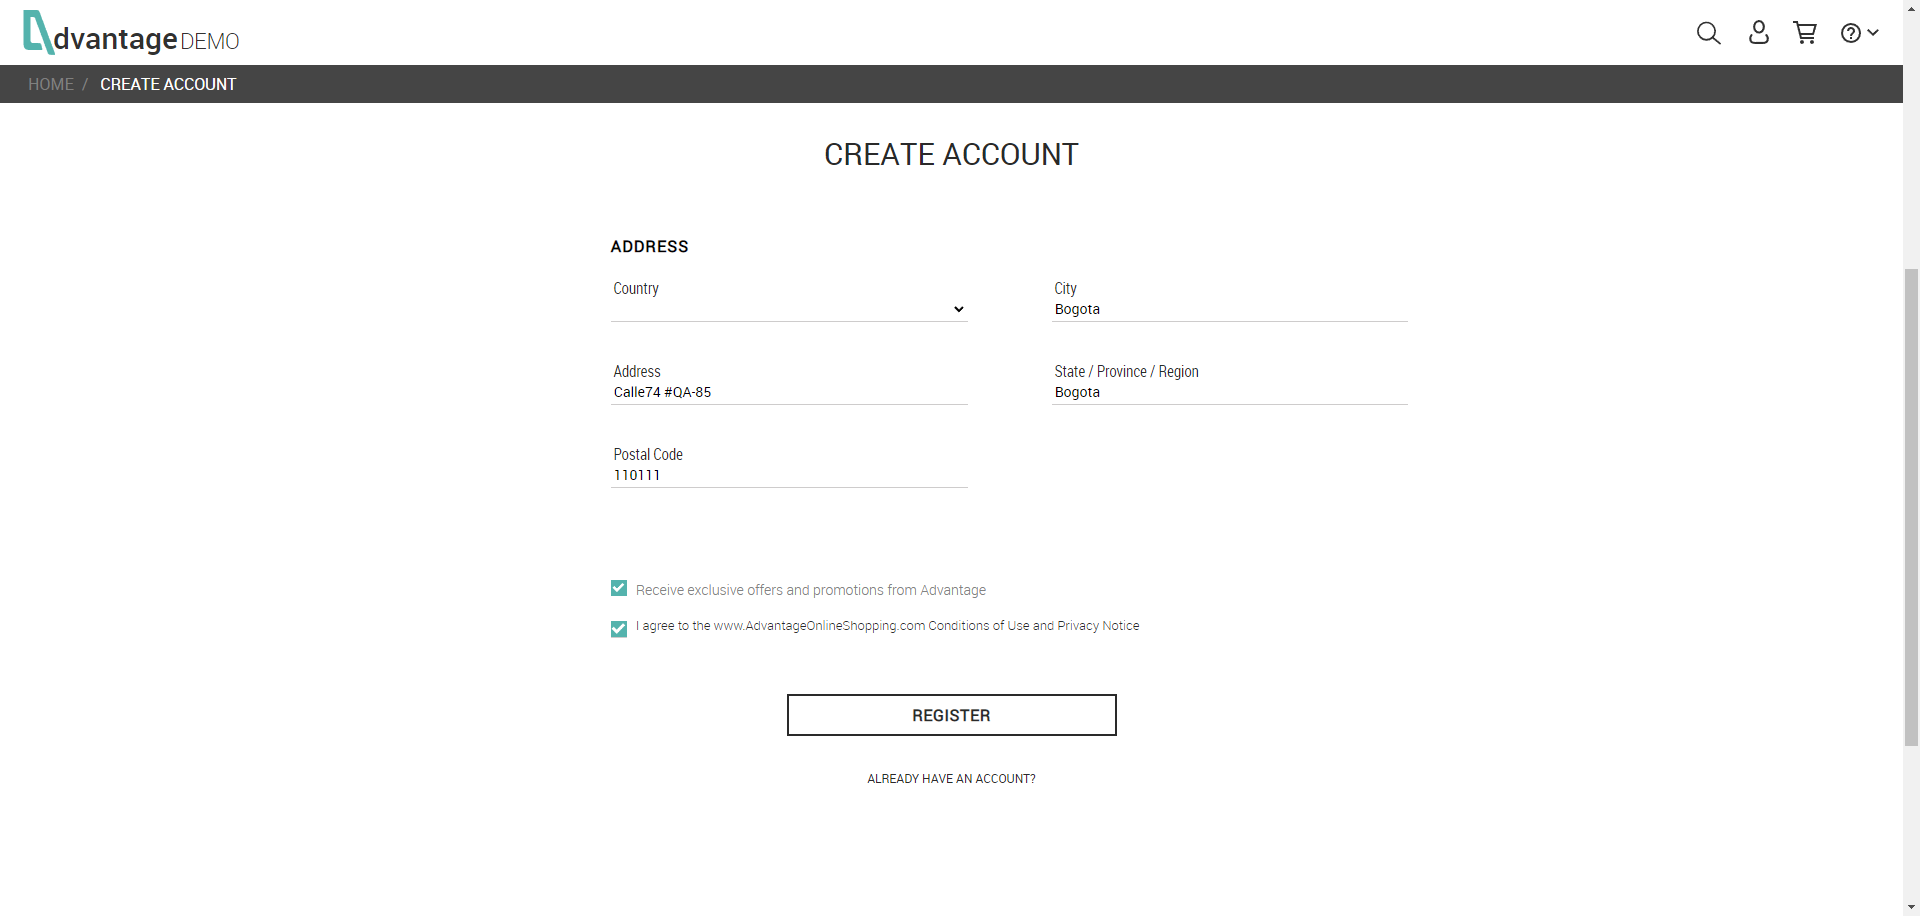 dvantage DEMO
HOME / CREATE ACCOUNT
CREATE ACCOUNT
ADDRESS
Country
City
Bogota
Address
Calle74 #QA-85
State / Province / Region
Bogota
Postal Code
110111
Receive exclusive offers and promotions from Advantage
I agree to the www.AdvantageOnlineShopping.com Conditions of Use and Privacy Notice
REGISTER
ALREADY HAVE AN ACCOUNT?